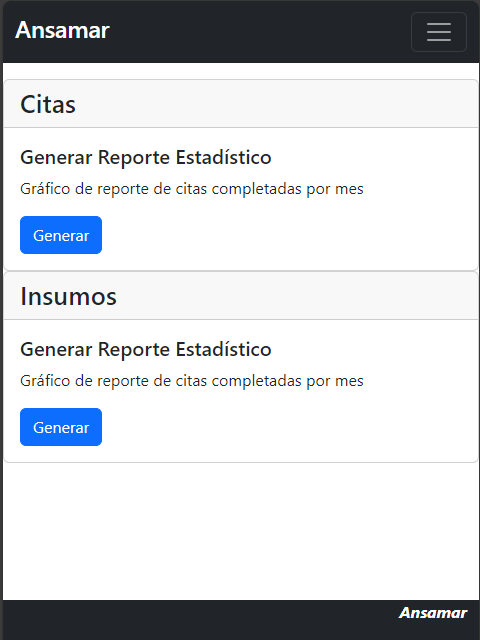 Ansamar
Citas
Generar Reporte Estadístico
Gráfico de reporte de citas completadas por mes
Generar
Insumos
Generar Reporte Estadístico
Gráfico de reporte de citas completadas por mes
Generar
Ansamar